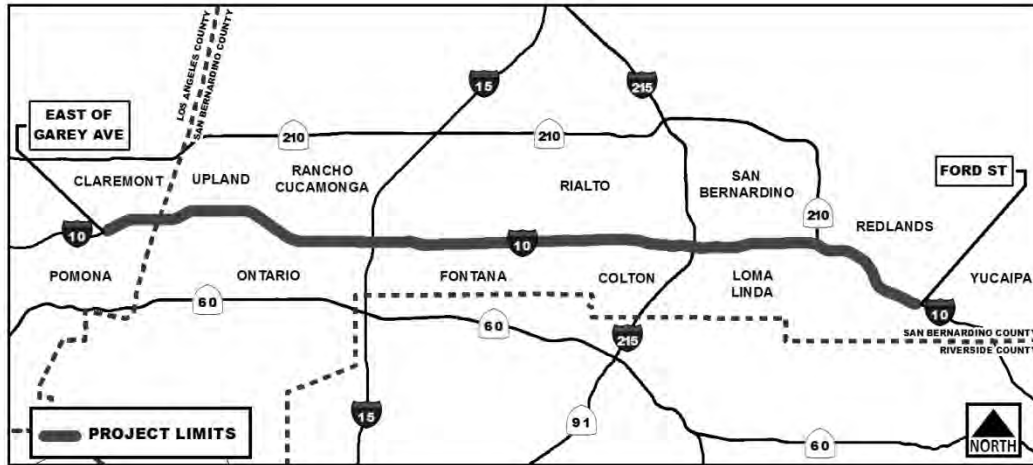 LOS ANGELES COUNTY
SAN BERNARDINO COUNTY
15
215
EAST OF
GAREY AVE
210
210
CLAREMONT
UPLAND
RANCHO
CUCAMONGA
RIALTO
SAN
BERNARDINO
FORD ST
210
REDLANDS
10
10
POMONA
ONTARIO
FONTANA
COLTON
LOMA
LINDA
YUCAIPA
60
60
10
SAN BERNARDINO COUNTY
RIVERSIDE COUNTY
215
15
91
60
PROJECT LIMITS
NORTH